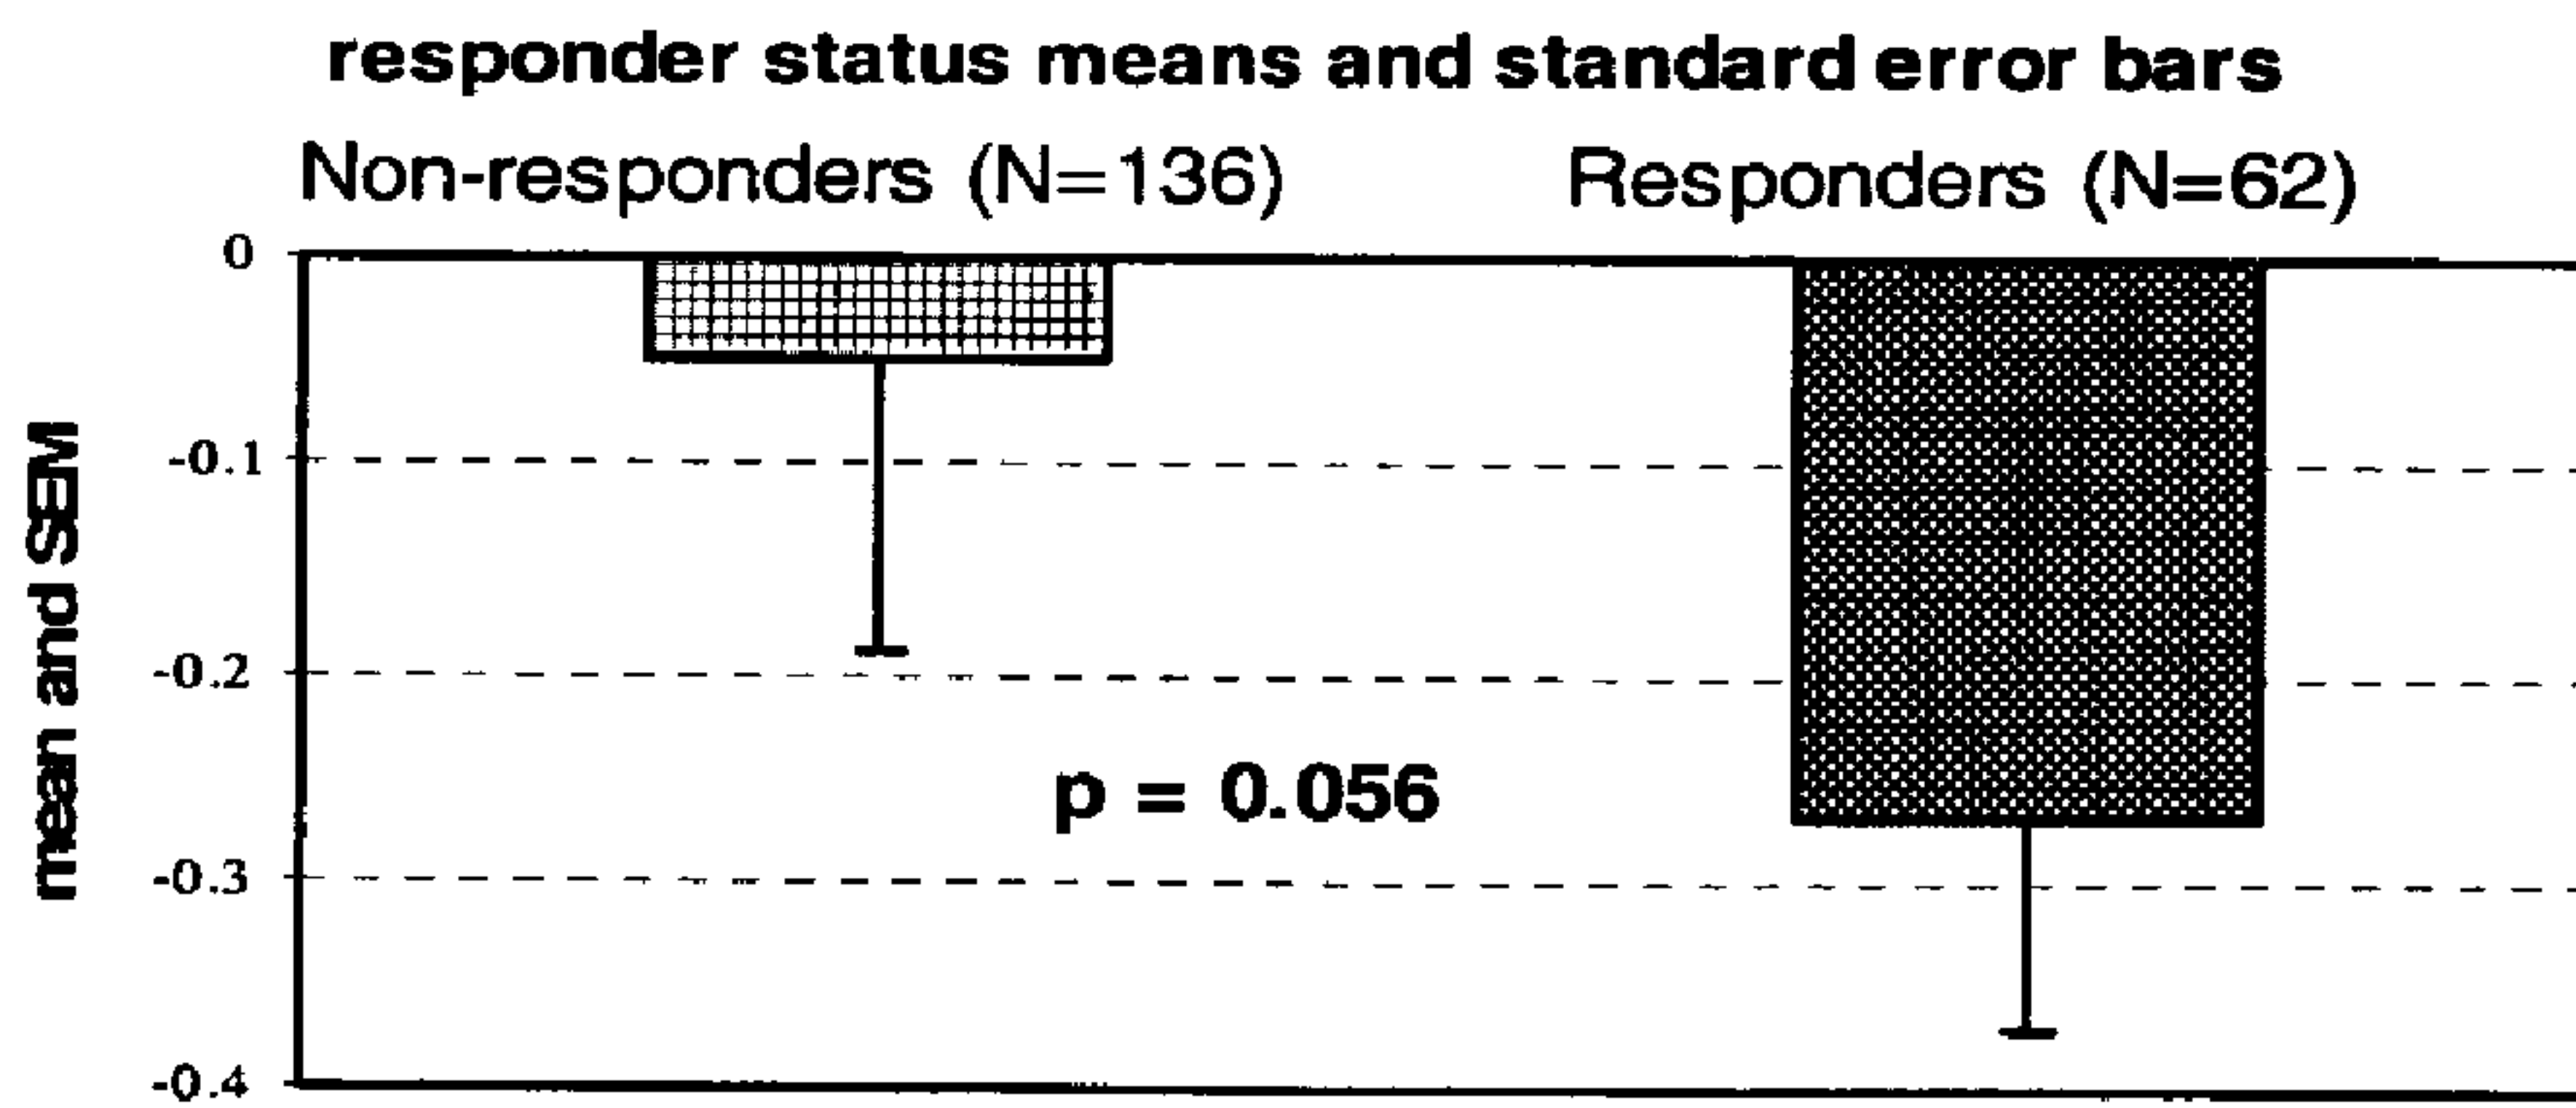 responder status means and standard error bars
Non-responders (N=136)
Responders (N=62)
0
-0.1
-0.2
-0.3
-0.4
mean and SEM
p = 0.056